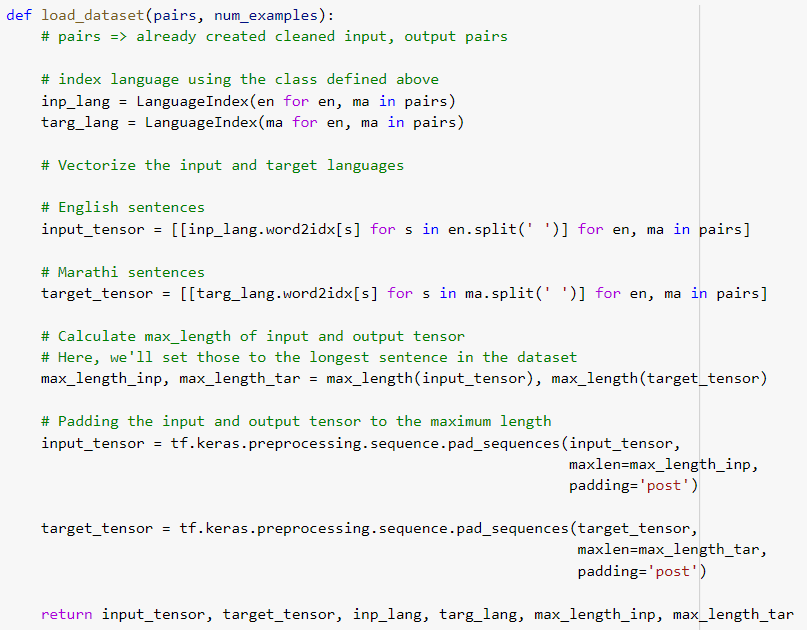 def load_dataset(pairs, num_examples):
    # pairs => already created cleaned input, output pairs
    # index language using the class defined above
    inp_lang = LanguageIndex(en for en, ma in pairs)
    targ_lang = LanguageIndex(ma for en, ma in pairs)
    # Vectorize the input and target languages
    # English sentences
    input_tensor = [[inp_lang.word2idx[s] for s in en.split(' ')] for en, ma in pairs]
    # Marathi sentences
    target_tensor = [[targ_lang.word2idx[s] for s in ma.split(' ')] for en, ma in pairs]
    # Calculate max_length of input and output tensor
    # Here, we'll set those to the longest sentence in the dataset
    max_length_inp, max_length_tar = max_length(input_tensor), max_length(target_tensor)
    # Padding the input and output tensor to the maximum length
    input_tensor = tf.keras.preprocessing.sequence.pad_sequences(input_tensor,
                                                                 maxlen=max_length_inp,
                                                                 padding='post')
    target_tensor = tf.keras.preprocessing.sequence.pad_sequences(target_tensor,
                                                                  maxlen=max_length_tar,
                                                                  padding='post')
    return input_tensor, target_tensor, inp_lang, targ_lang, max_length_inp, max_length_tar